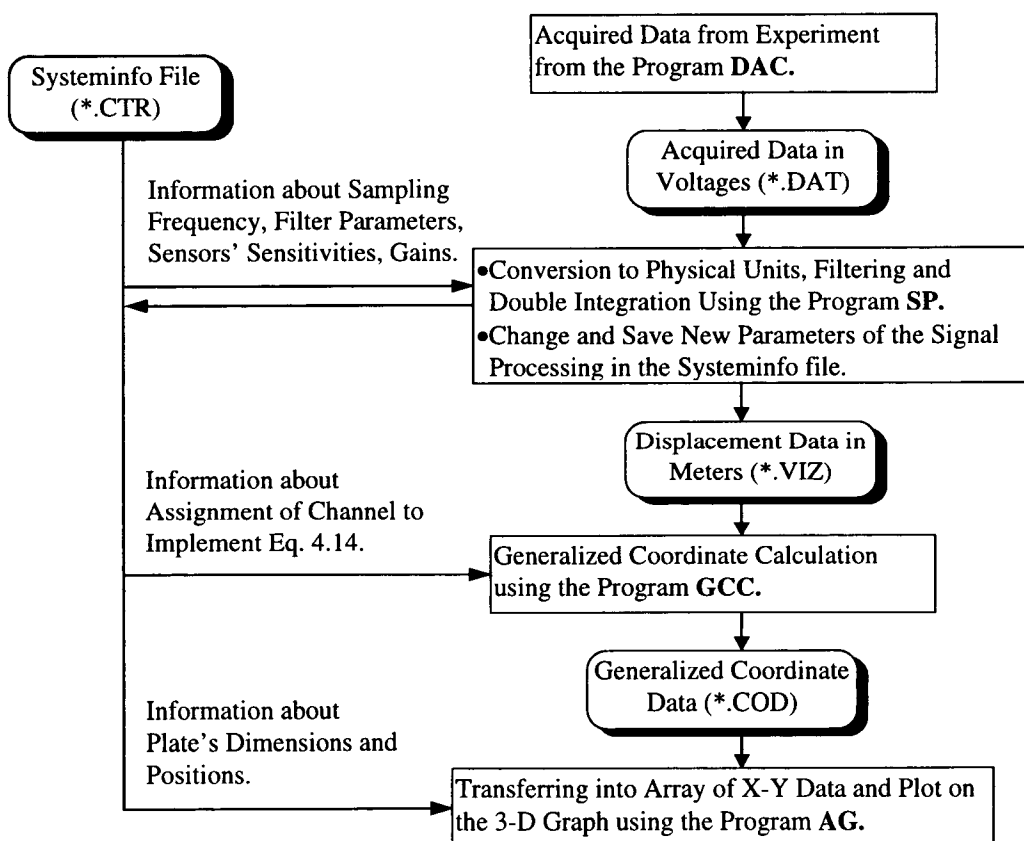 Acquired Data from Experiment
from the Program DAC.
Systeminfo File
(*.CTR)
Acquired Data in
Voltages (*.DAT)
Information about Sampling
Frequency, Filter Parameters,
Sensors’ Sensitivities, Gains.
•Conversion to Physical Units, Filtering and
Double Integration Using the Program SP.
•Change and Save New Parameters of the Signal
Processing in the Systeminfo file.
Displacement Data in
Meters (*.VIZ)
Information about
Assignment of Channel to
Implement Eq. 4.14.
Generalized Coordinate Calculation
using the Program GCC.
Generalized Coordinate
Data (*.COD)
Information about
Plate’s Dimensions and
Positions.
Transferring into Array of X-Y Data and Plot on
the 3-D Graph using the Program AG.